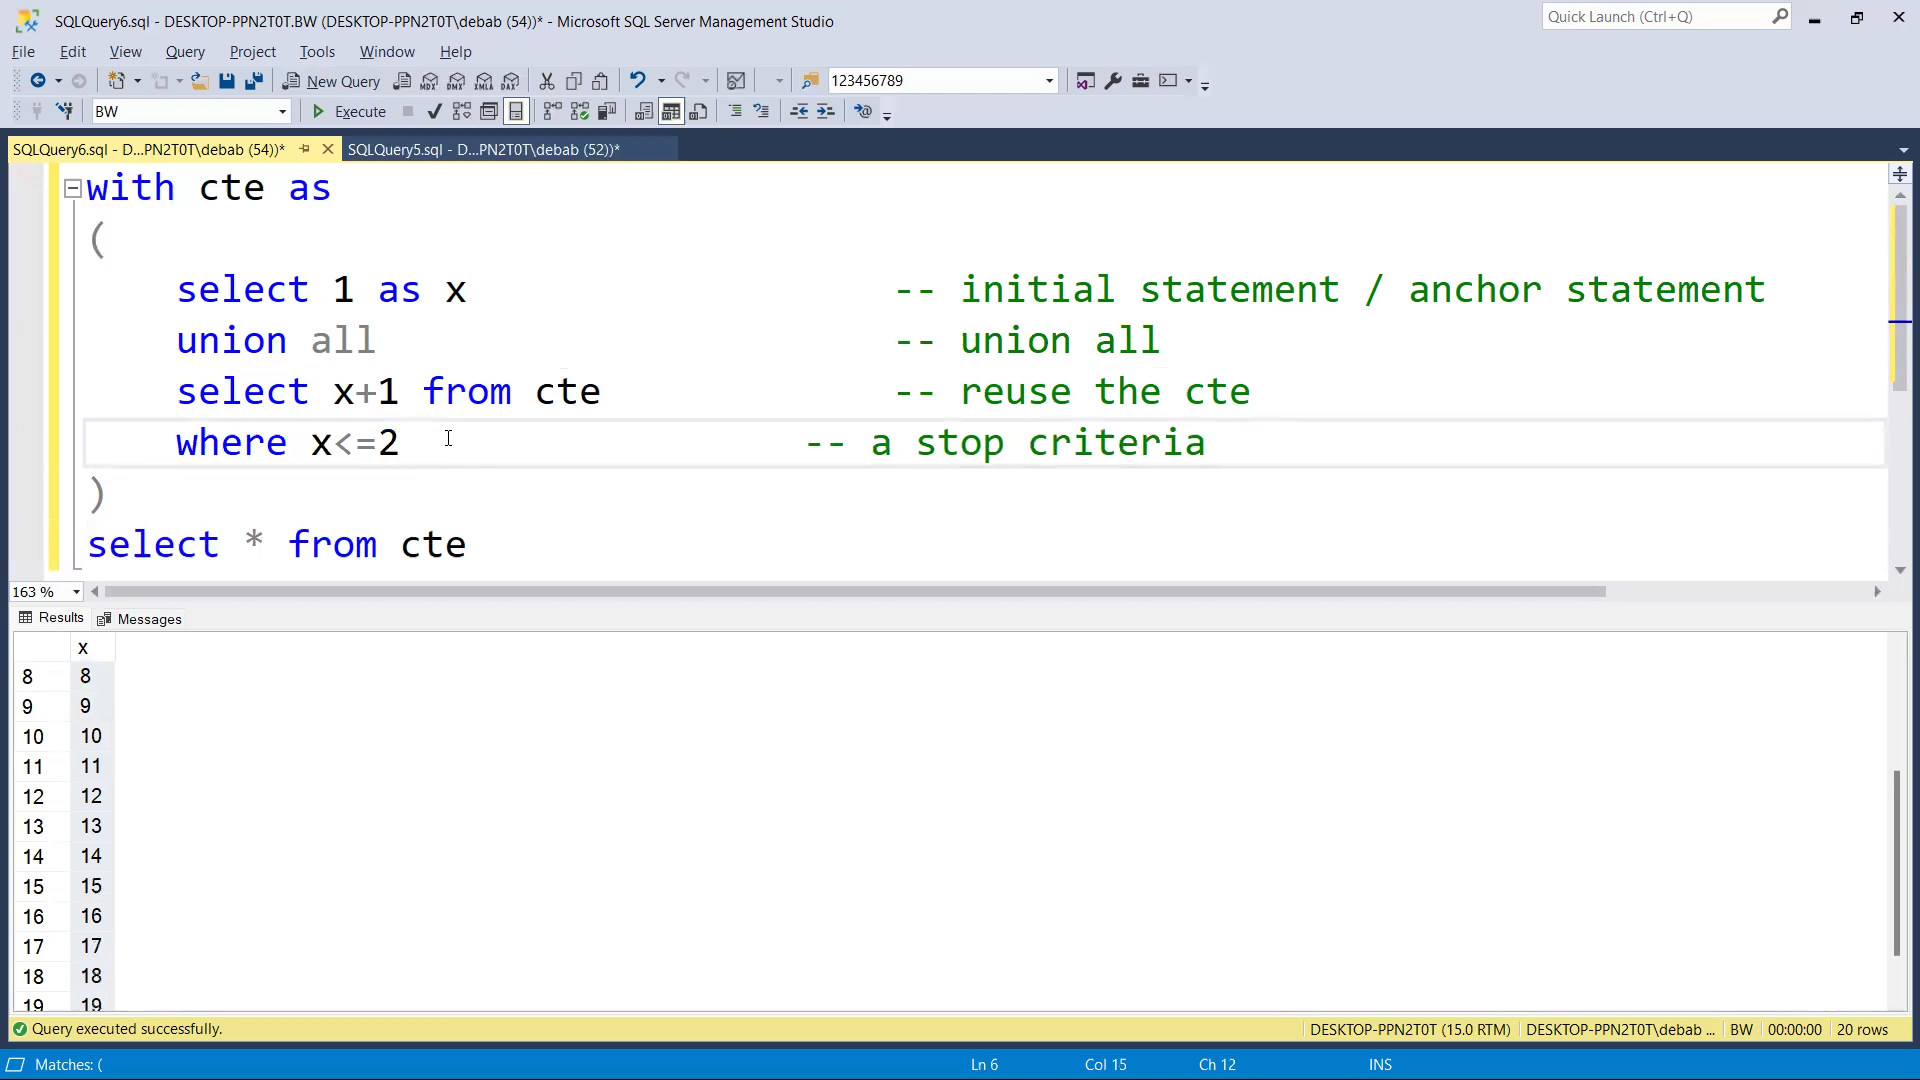 SQLQuery6.sql - DESKTOP-PPN2T0T.BW (DESKTOP-PPN2T0T\debab (54))* - Microsoft SQL Server Management Studio
Quick Launch (Ctrl+Q)
File Edit View Query Project Tools Window Help
New Query MDX DMX XMLA DAX 123456789
BW Execute
SQLQuery6.sql - D...PN2T0T\debab (54))* SQLQuery5.sql - D...PN2T0T\debab (52))*
with cte as
(
select 1 as x -- initial statement / anchor statement
union all -- union all
select x+1 from cte -- reuse the cte
where x<=2 -- a stop criteria
)
select * from cte
163 %
Results Messages
x
8 8
9 9
10 10
11 11
12 12
13 13
14 14
15 15
16 16
17 17
18 18
19 19
Query executed successfully. DESKTOP-PPN2T0T (15.0 RTM) DESKTOP-PPN2T0T\debab ... BW 00:00:00 20 rows
Matches: ( Ln 6 Col 15 Ch 12 INS